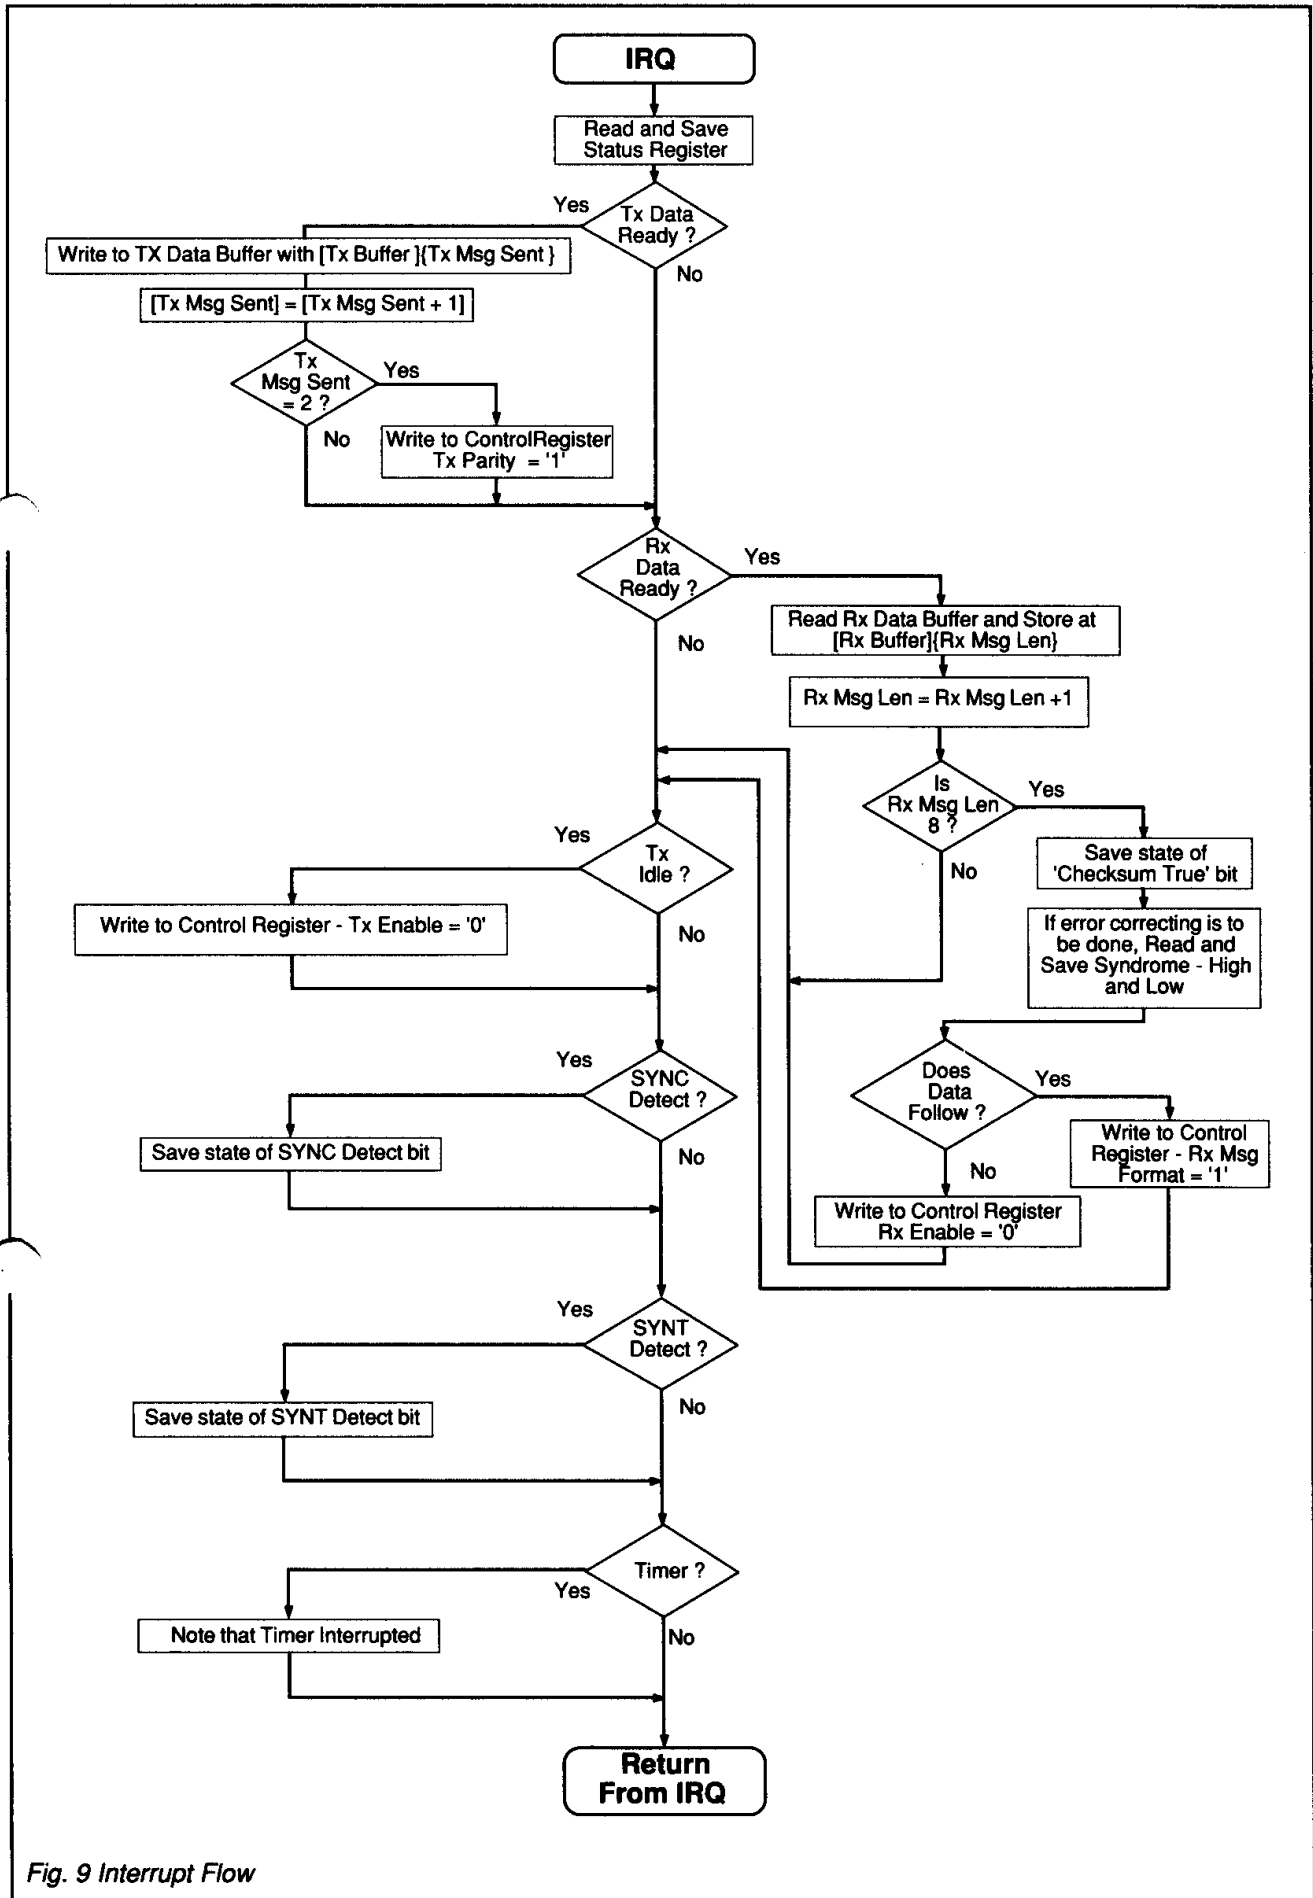 IRQ
Read and Save
Status Register
Yes
Tx Data
Ready ?
No
Write to TX Data Buffer with [Tx Buffer ]{Tx Msg Sent }
[Tx Msg Sent] = [Tx Msg Sent + 1]
Tx
Msg Sent
= 2 ?
Yes
No
Write to ControlRegister
Tx Parity = '1'
Rx
Data
Ready ?
Yes
No
Read Rx Data Buffer and Store at
[Rx Buffer]{Rx Msg Len}
Rx Msg Len = Rx Msg Len +1
Is
Rx Msg Len
8 ?
Yes
No
Save state of
'Checksum True' bit
If error correcting is to
be done, Read and
Save Syndrome - High
and Low
Does
Data
Follow ?
Yes
No
Write to Control
Register - Rx Msg
Format = '1'
Write to Control Register
Rx Enable = '0'
Yes
Tx
Idle ?
No
Write to Control Register - Tx Enable = '0'
Yes
SYNC
Detect ?
No
Save state of SYNC Detect bit
Yes
SYNT
Detect ?
No
Save state of SYNT Detect bit
Timer ?
Yes
No
Note that Timer Interrupted
Return
From IRQ
Fig. 9 Interrupt Flow